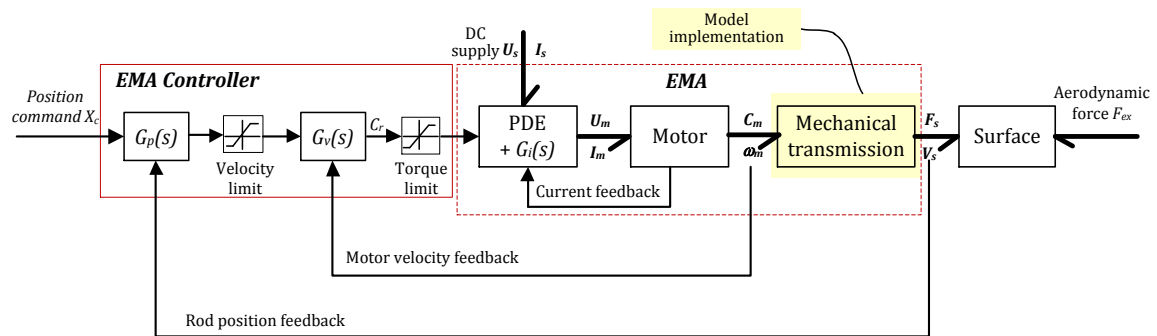 Model
implementation
DC
supply U_s I_s
EMA Controller
EMA
Position
command X_c
G_p(s)
Velocity
limit
G_v(s)
C_r
Torque
limit
PDE
+ G_i(s)
U_m
I_m
Motor
C_m
ω_m
Mechanical
transmission
F_s
V_s
Surface
Aerodynamic
force F_ex
Current feedback
Motor velocity feedback
Rod position feedback